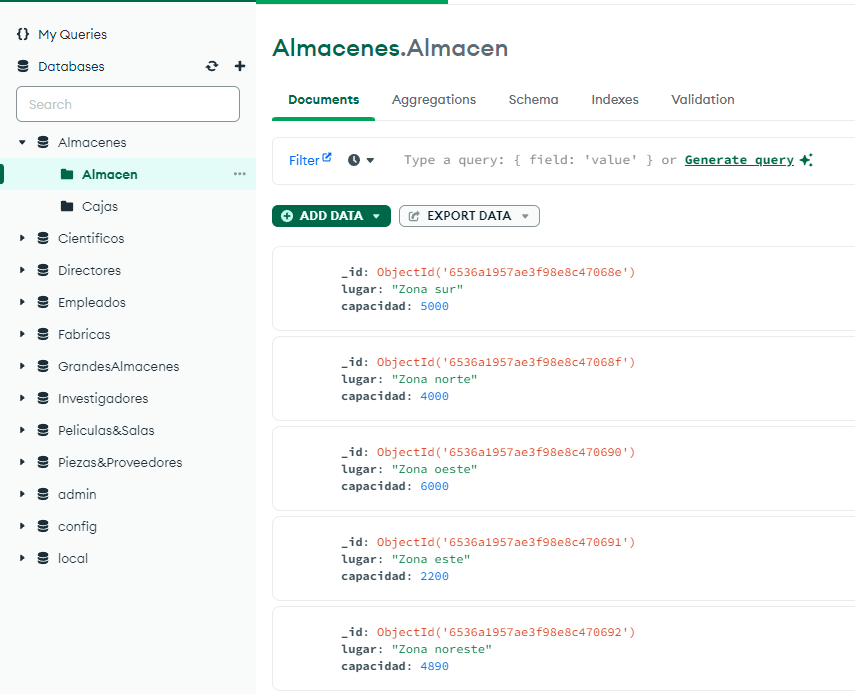 {} My Queries
Databases
Search
Almacenes
Almacen
Cajas
Cientificos
Directores
Empleados
Fabricas
GrandesAlmacenes
Investigadores
Peliculas&Salas
Piezas&Proveedores
admin
config
local
Almacenes.Almacen
Documents Aggregations Schema Indexes Validation
Filter Type a query: { field: 'value' } or Generate query
ADD DATA EXPORT DATA
_id: ObjectId('6536a1957ae3f98e8c47068e')
lugar: "Zona sur"
capacidad: 5000
_id: ObjectId('6536a1957ae3f98e8c47068f')
lugar: "Zona norte"
capacidad: 4000
_id: ObjectId('6536a1957ae3f98e8c470690')
lugar: "Zona oeste"
capacidad: 6000
_id: ObjectId('6536a1957ae3f98e8c470691')
lugar: "Zona este"
capacidad: 2200
_id: ObjectId('6536a1957ae3f98e8c470692')
lugar: "Zona noreste"
capacidad: 4890